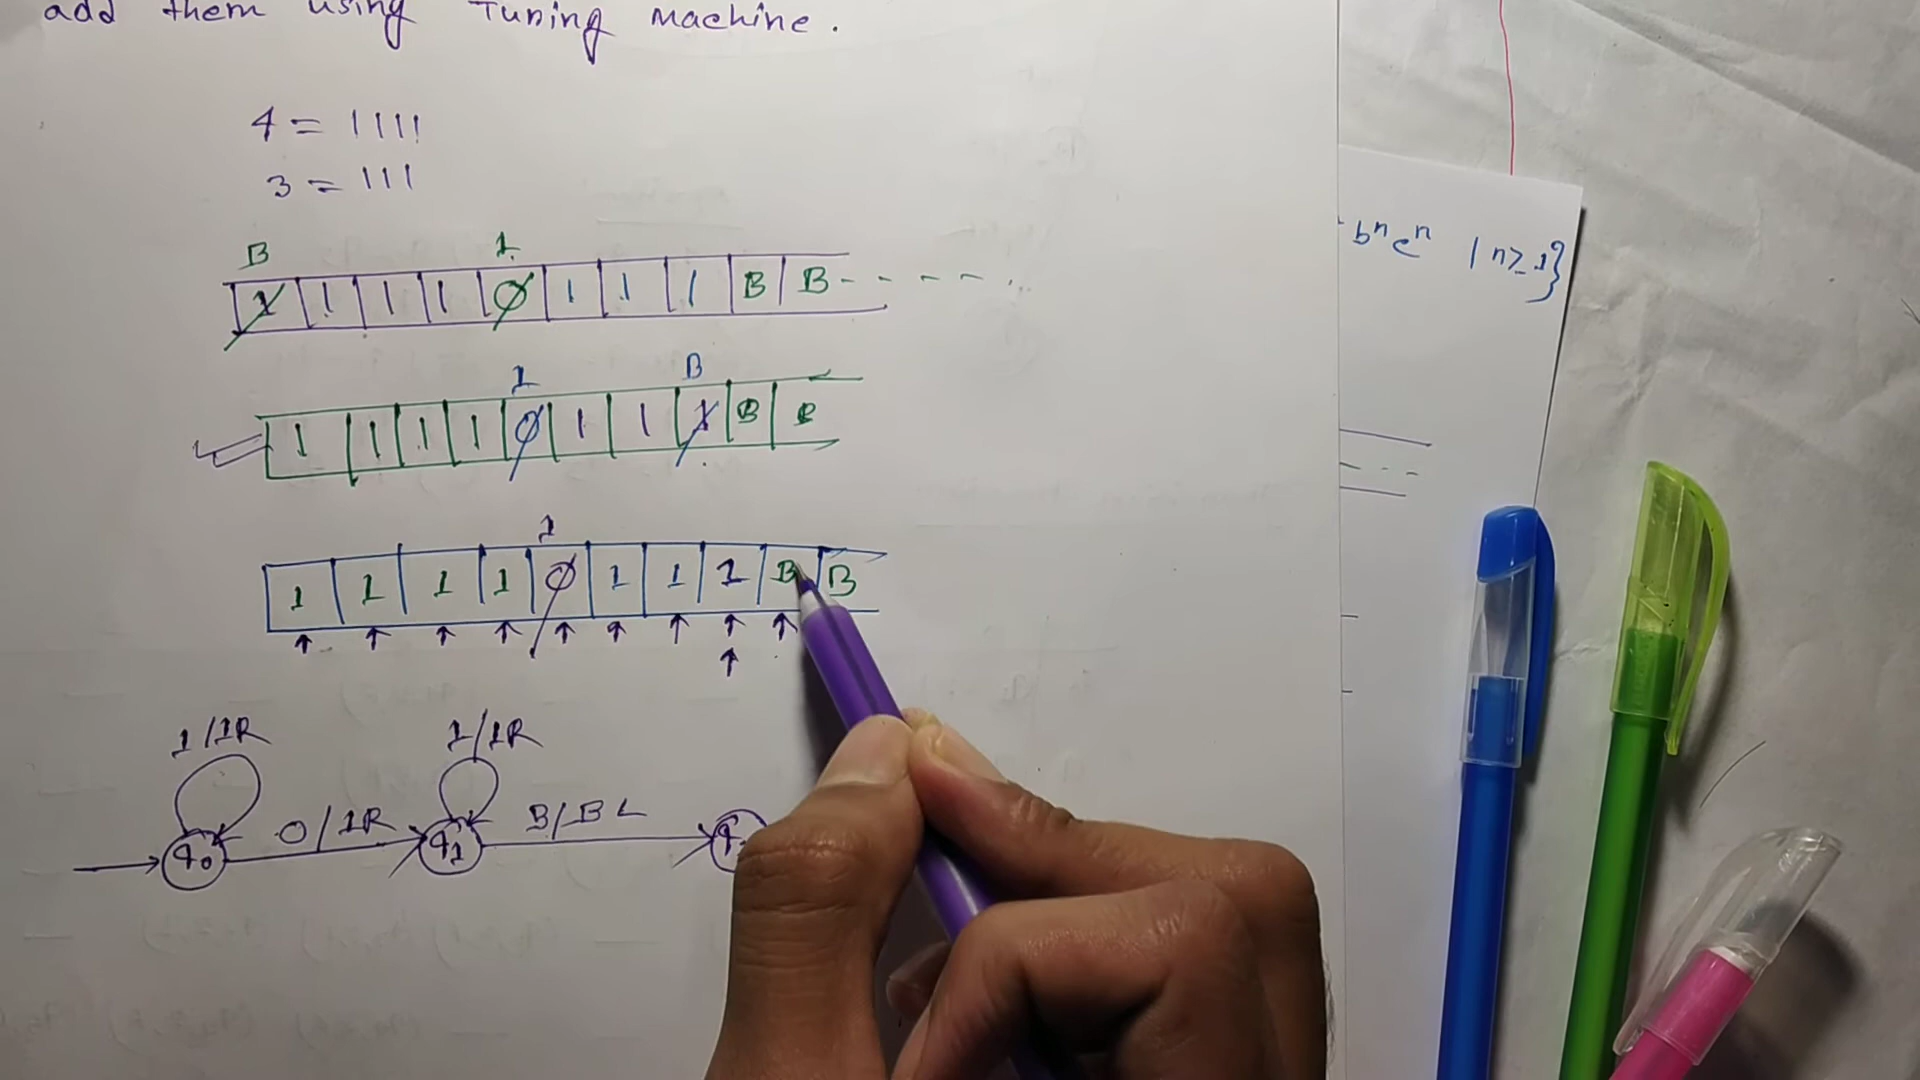 add them using Tuning machine.
4 = 1111
3 = 111
B 1
1 1 1 1 0 1 1 1 B B - - - - - .
bⁿcⁿ | n≥1}
1 B
1 1 1 1 0 1 1 1 B B
1
1 1 1 1 0 1 1 1 B B
1/1R 1/1R
0/1R B/BL
q0 q1